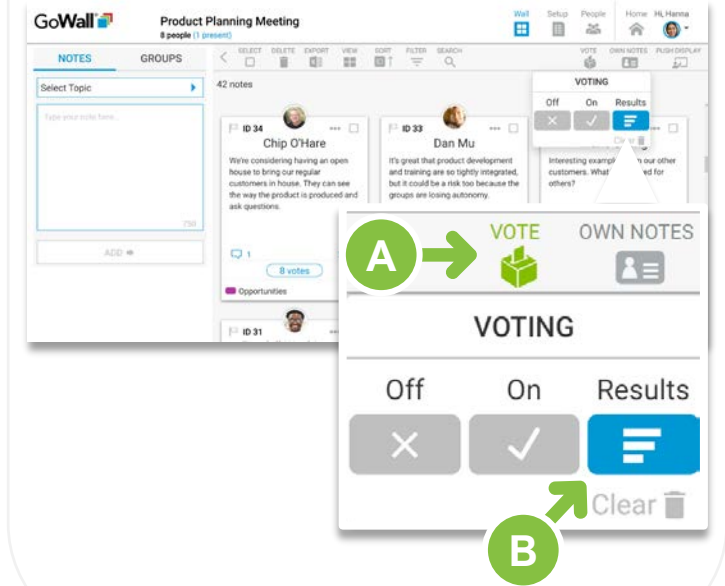 GoWall
Product Planning Meeting
8 people (1 present)
Wall
Setup
People
Home
Hi, Hanna
NOTES
GROUPS
SELECT
DELETE
EXPORT
VIEW
SORT
FILTER
SEARCH
VOTE
OWN NOTES
PUSH DISPLAY
Select Topic
Type your note here...
750
ADD
42 notes
ID 34
Chip O'Hare
We're considering having an open
house to bring our regular
customers in house. They can see
the way the product is produced and
ask questions.
1
8 votes
Opportunities
ID 33
Dan Mu
It's great that product development
and training are so tightly integrated,
but it could be a risk too because the
groups are losing autonomy.
VOTING
Off
On
Results
Clear
Interesting
our other
customers.
ed for
others?
ID 31
A
VOTE
OWN NOTES
VOTING
Off
On
Results
Clear
B